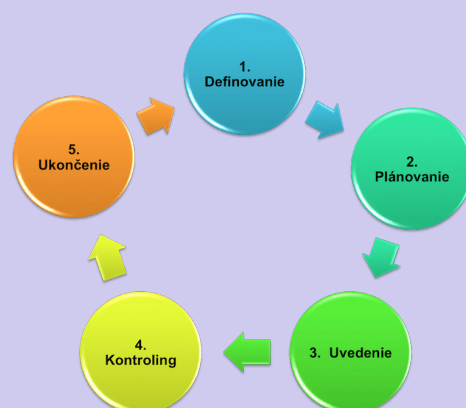 1.
Definovanie
2.
Plánovanie
3. Uvedenie
4.
Kontroling
5.
Ukončenie